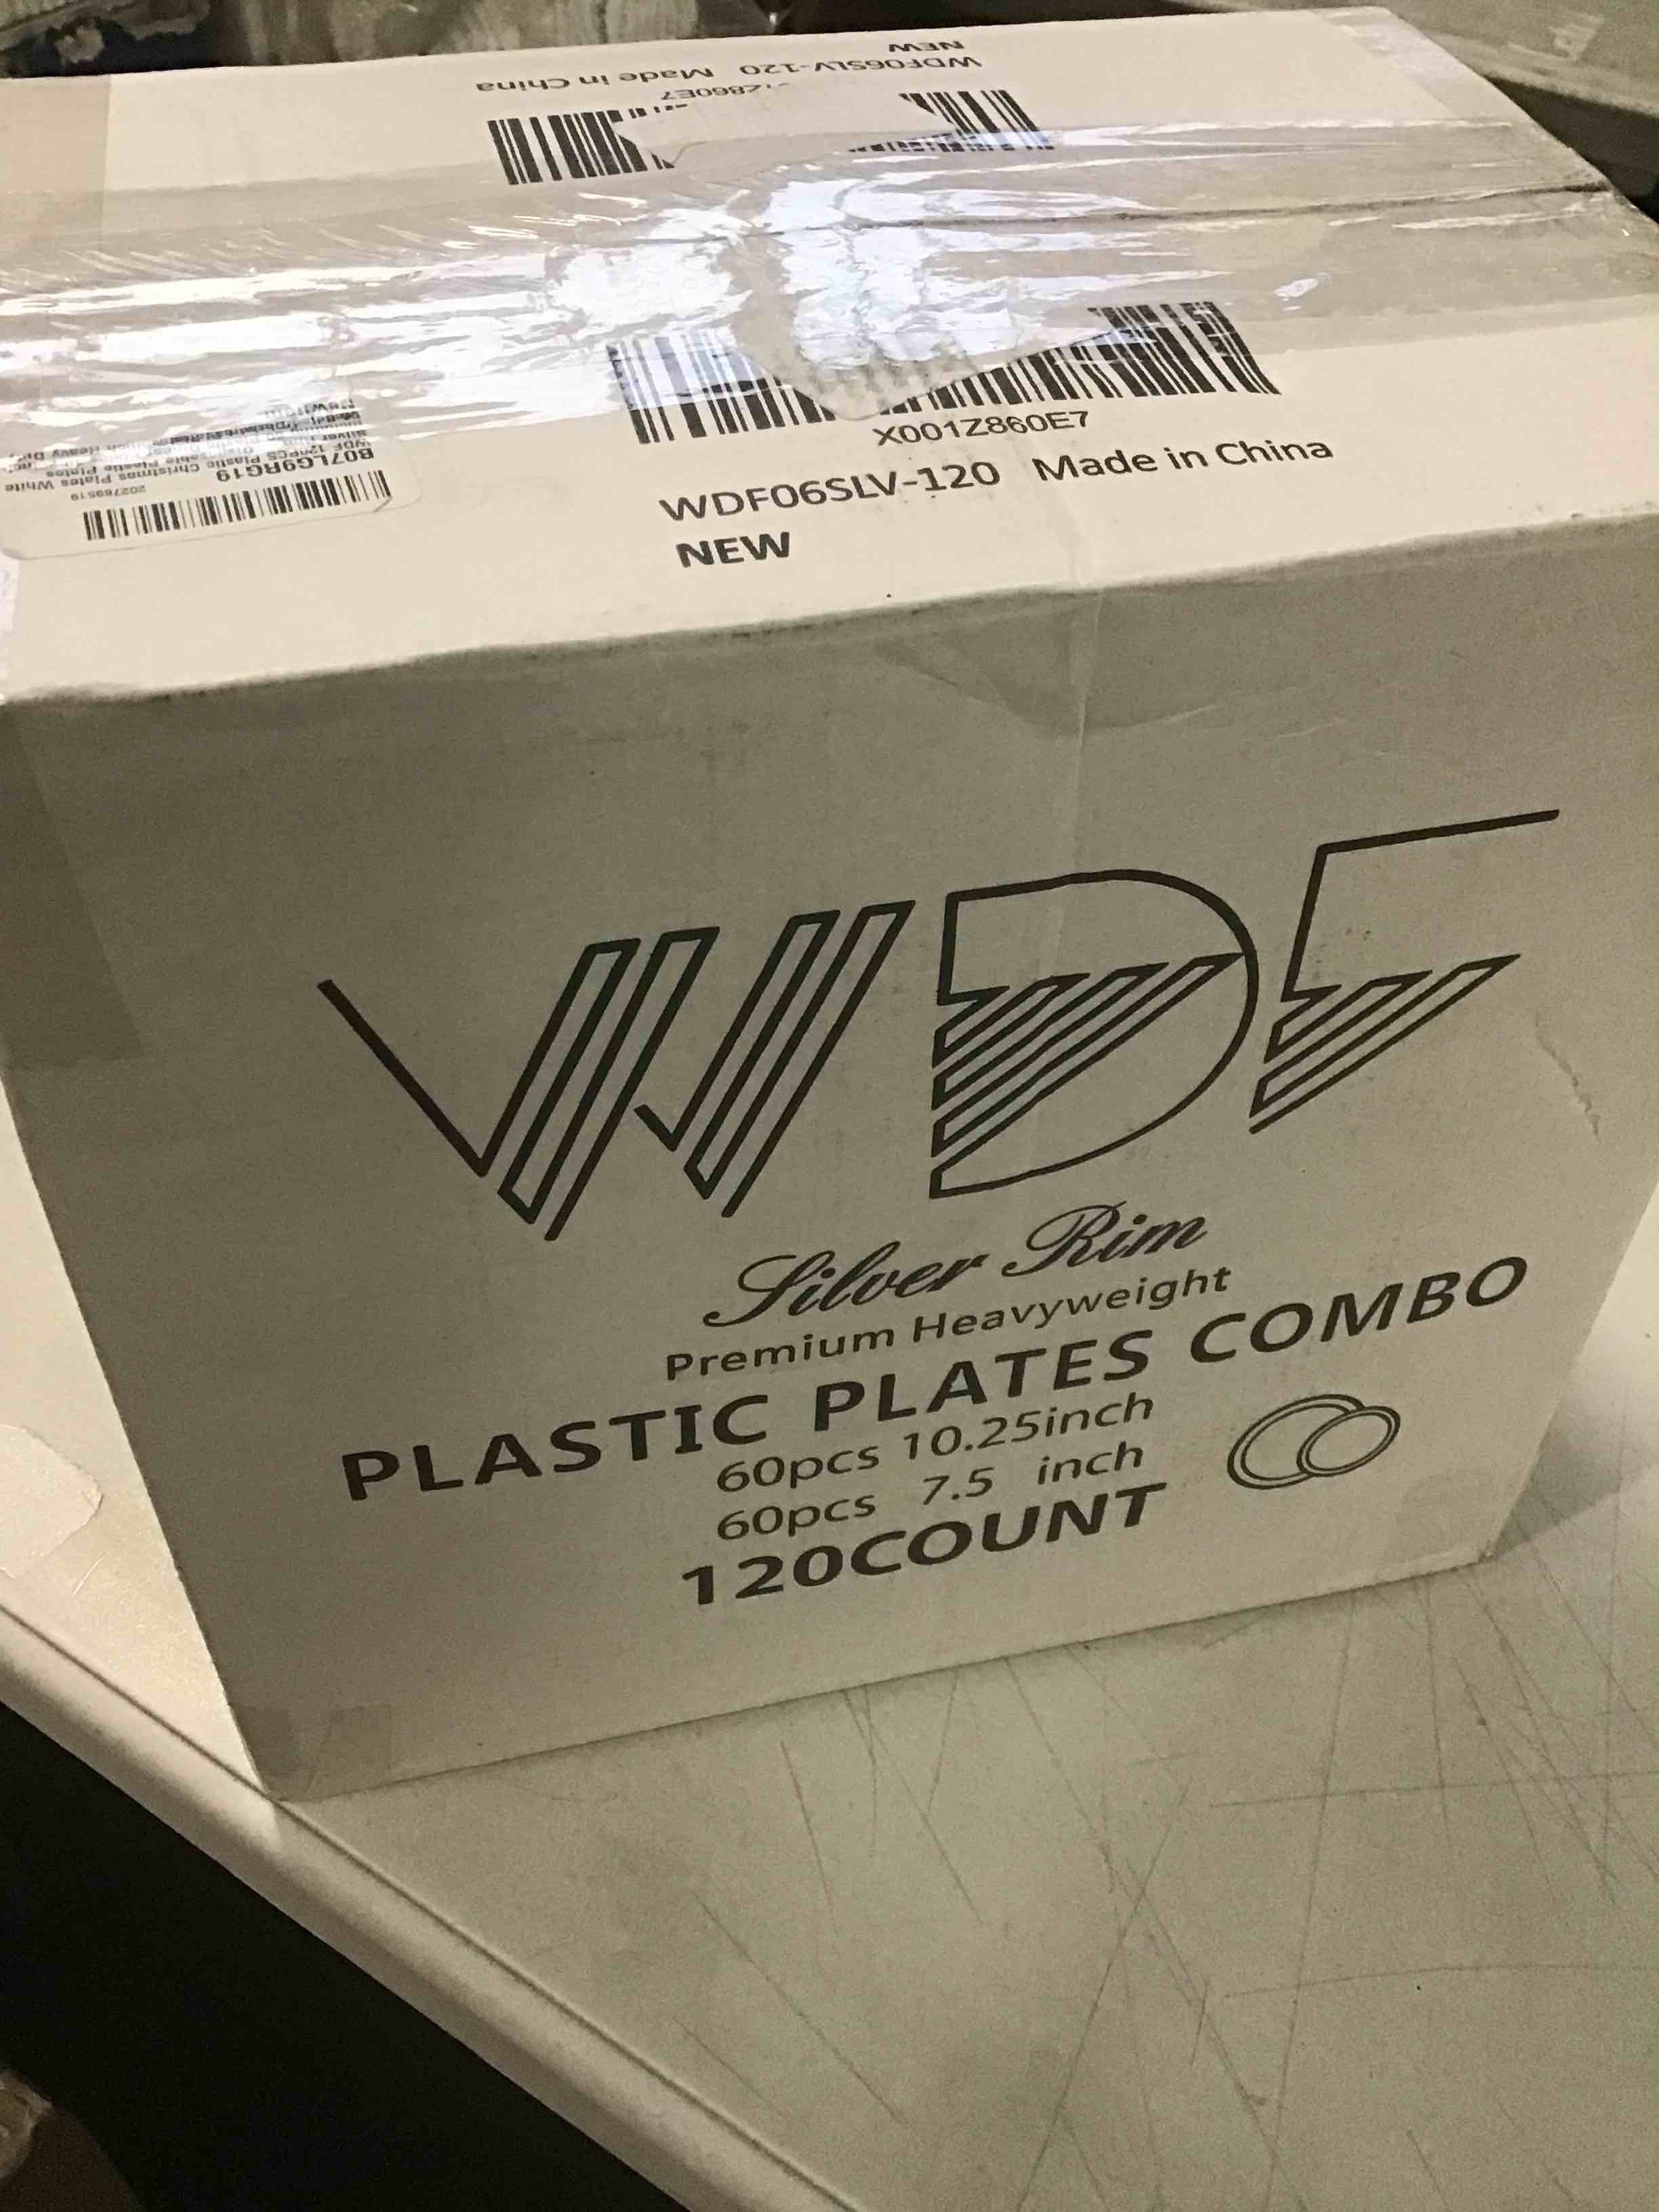 NEW
WDF06SLV-120 Made in China
X001Z860E7
WDF06SLV-120 Made in China
NEW
202769519
B07LG9RG19
WDF
Silver Rim
Premium Heavyweight
PLASTIC PLATES COMBO
60pcs 10.25inch
60pcs 7.5 inch
120COUNT